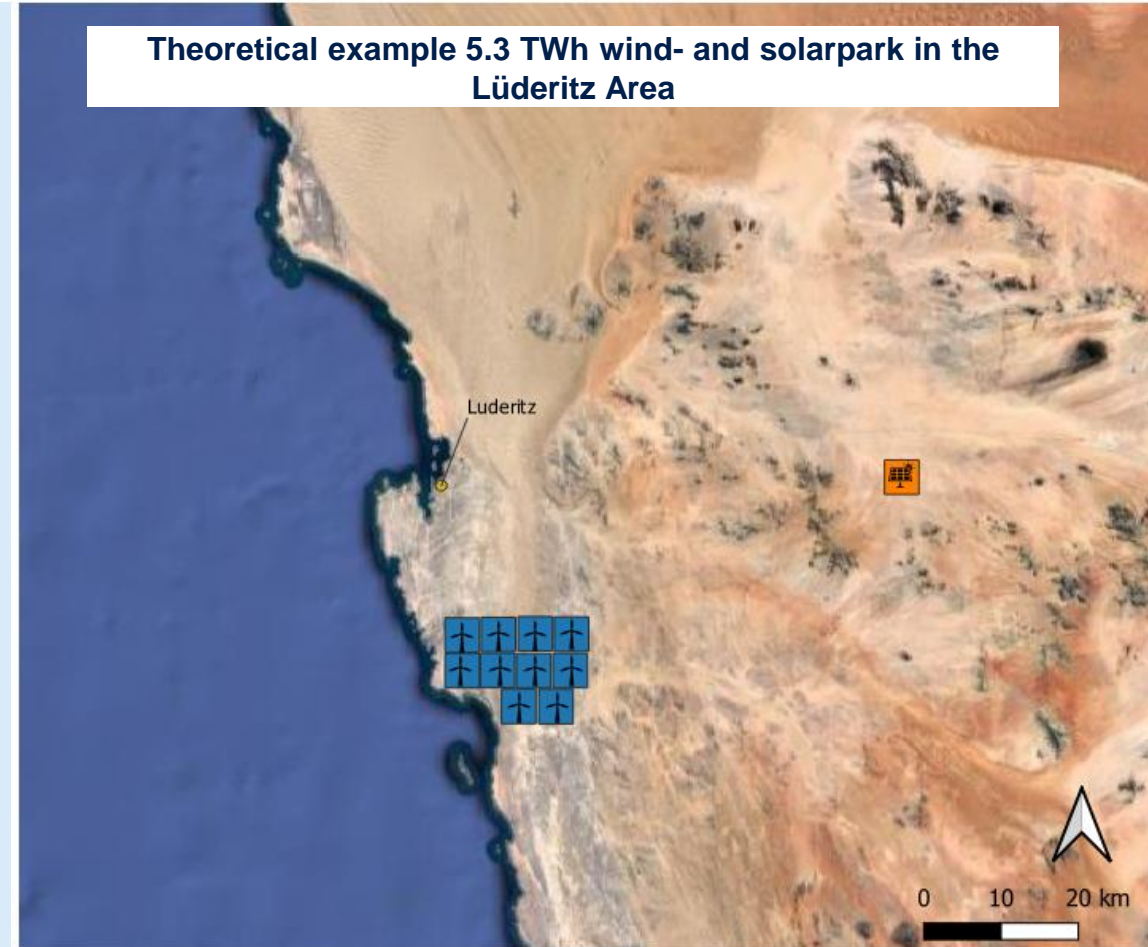 Theoretical example 5.3 TWh wind- and solarpark in the
Lüderitz Area
Luderitz
0 10 20 km